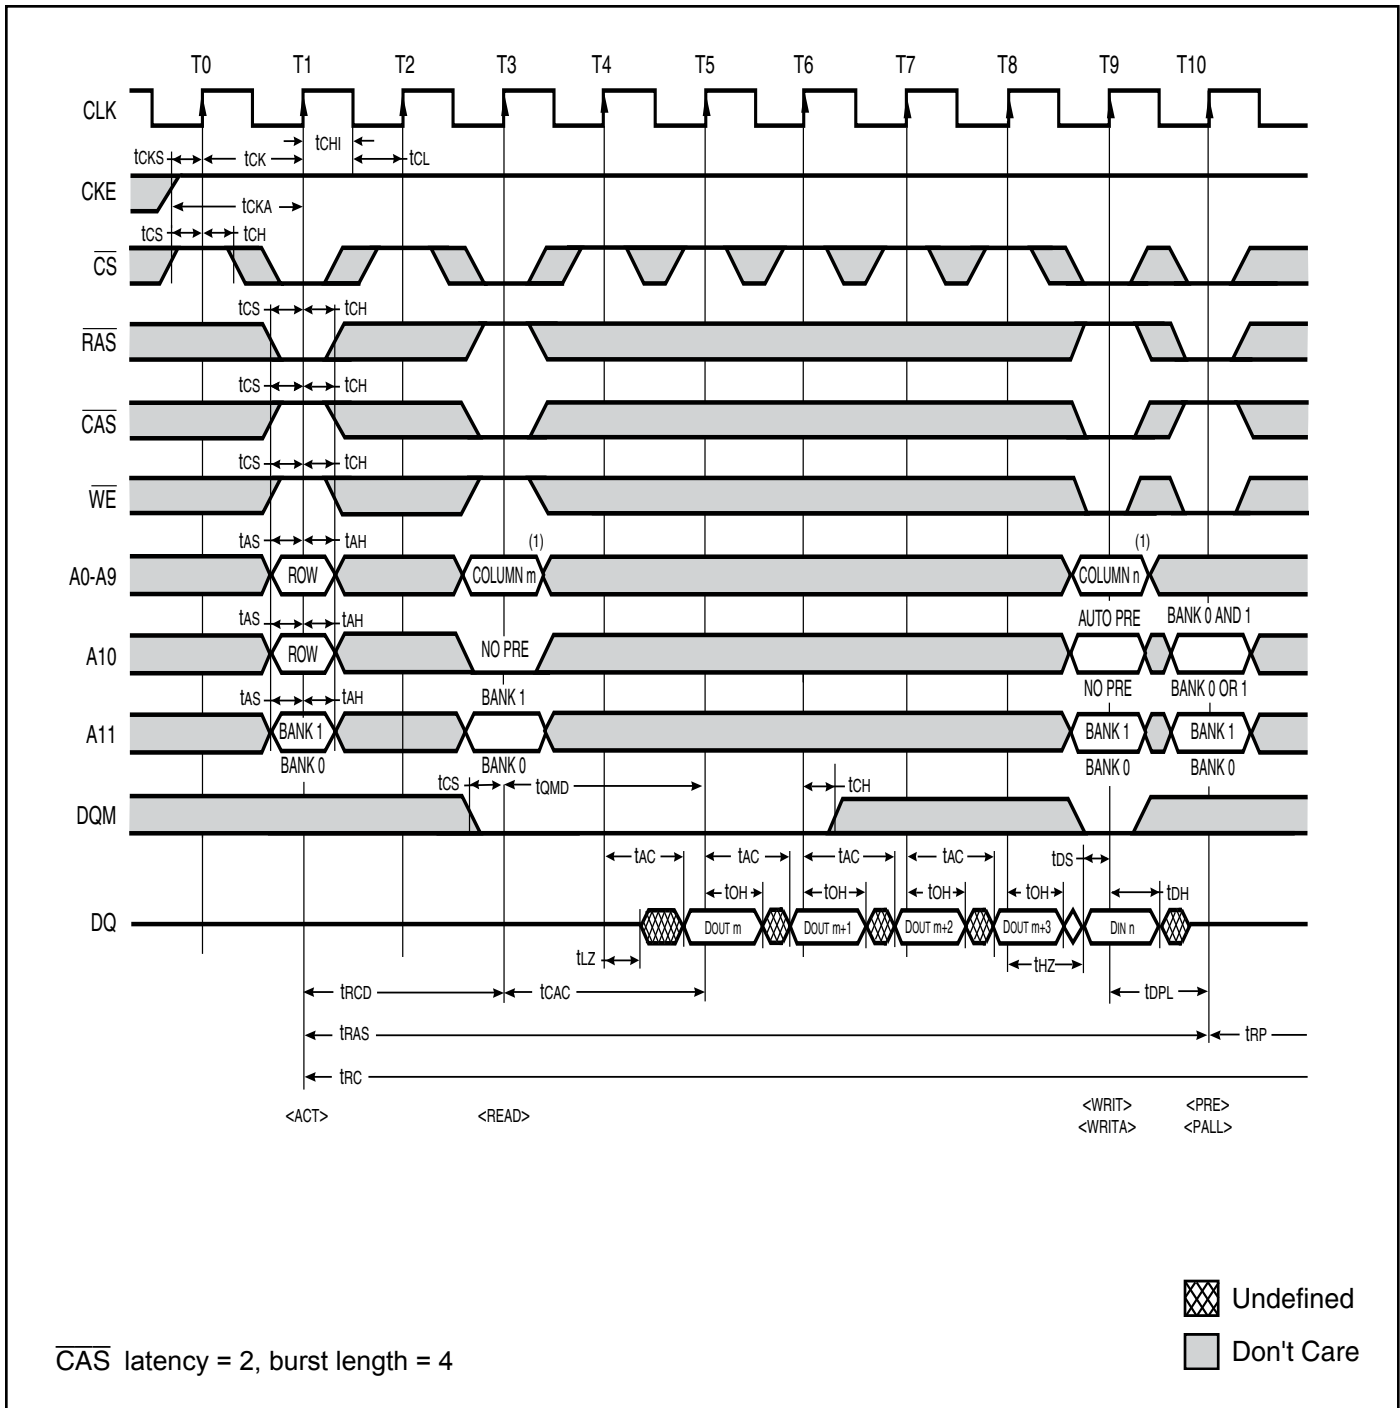 T0 T1 T2 T3 T4 T5 T6 T7 T8 T9 T10
CLK
tCHI
tCKS tCK tCL
CKE
tCKA
tCS tCH
CS
tCS tCH
RAS
tCS tCH
CAS
tCS tCH
WE
tAS tAH (1) (1)
A0-A9 ROW COLUMN m COLUMN n
tAS tAH AUTO PRE BANK 0 AND 1
A10 ROW NO PRE
tAS tAH BANK 1 NO PRE BANK 0 OR 1
A11 BANK 1 BANK 1 BANK 1
BANK 0 BANK 0 BANK 0 BANK 0
tCS tQMD tCH
DQM
tAC tAC tAC tAC tDS
tOH tOH tOH tOH tDH
DQ DOUT m DOUT m+1 DOUT m+2 DOUT m+3 DIN n
tLZ tHZ
tRCD tCAC tDPL
tRAS tRP
tRC
<ACT> <READ> <WRIT> <PRE>
<WRITA> <PALL>
Undefined
Don't Care
CAS latency = 2, burst length = 4